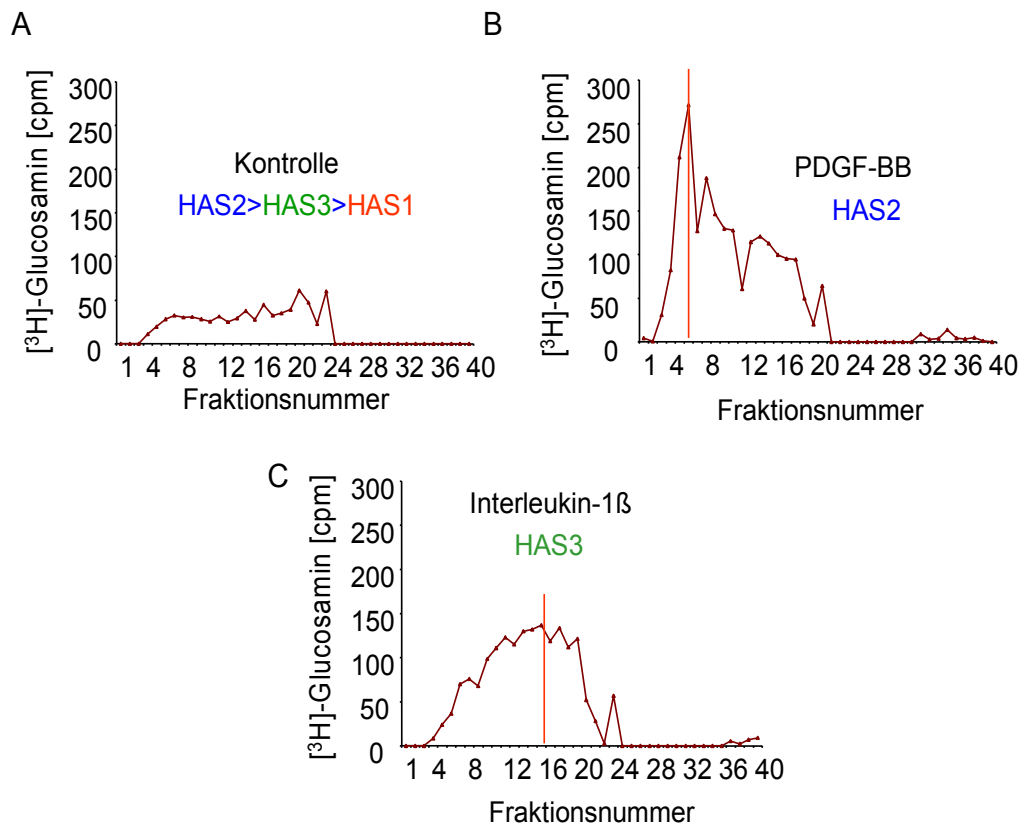 A
[³H]-Glucosamin [cpm]
300
250
200
150
100
50
0
Kontrolle
HAS2>HAS3>HAS1
1 4 8 12 16 20 24 28 32 36 40
Fraktionsnummer
B
[³H]-Glucosamin [cpm]
300
250
200
150
100
50
0
PDGF-BB
HAS2
1 4 8 12 16 20 24 28 32 36 40
Fraktionsnummer
C
[³H]-Glucosamin [cpm]
300
250
200
150
100
50
0
Interleukin-1ß
HAS3
1 4 8 12 16 20 24 28 32 36 40
Fraktionsnummer